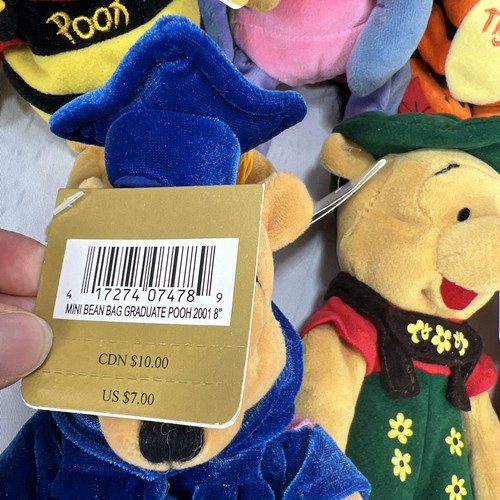 POOH
4 17274 07478 9
MINI BEAN BAG GRADUATE POOH 2001 8"
CDN $10.00
US $7.00